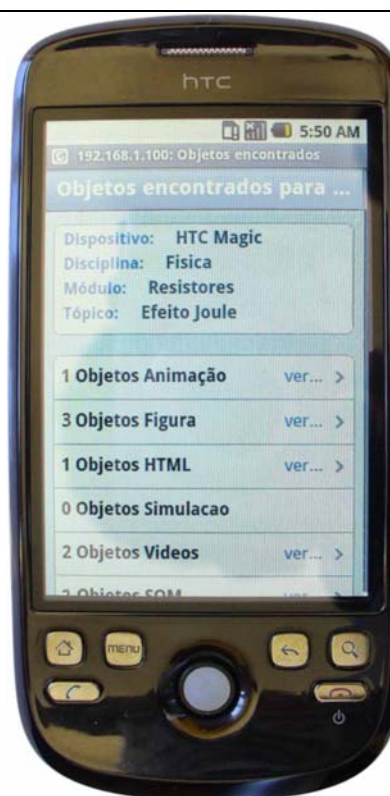 hTC
5:50 AM
192.168.1.100: Objetos encontrados
Objetos encontrados para ...
Dispositivo: HTC Magic
Disciplina: Fisica
Módulo: Resistores
Tópico: Efeito Joule
1 Objetos Animação ver... >
3 Objetos Figura ver... >
1 Objetos HTML ver... >
0 Objetos Simulacao
2 Objetos Videos ver... >
Objetos SOM
MENU